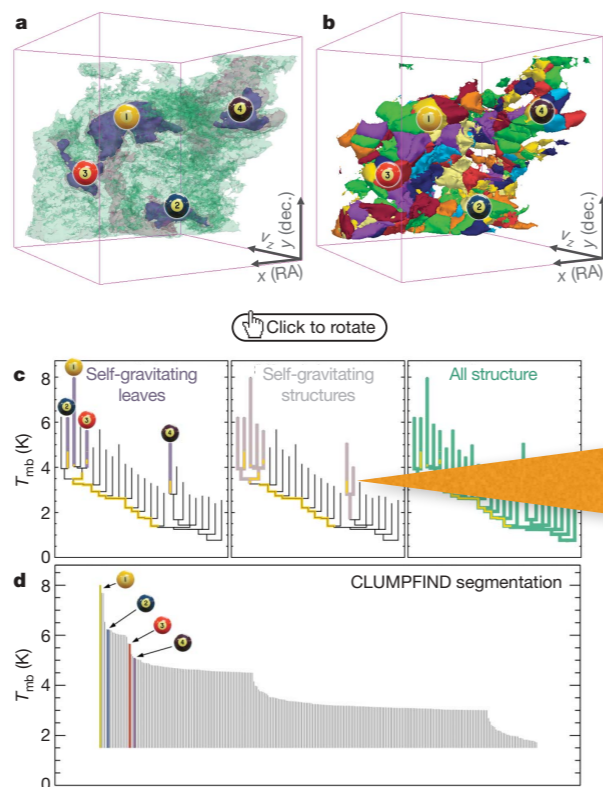 a
b
1
4
3
2
v_z
y (dec.)
x (RA)
1
4
3
2
v_z
y (dec.)
x (RA)
Click to rotate
c
8
6
4
2
0
T_mb (K)
Self-gravitating
leaves
Self-gravitating
structures
All structure
1
2
3
4
d
CLUMPFIND segmentation
8
6
4
2
0
T_mb (K)
1
2
3
4